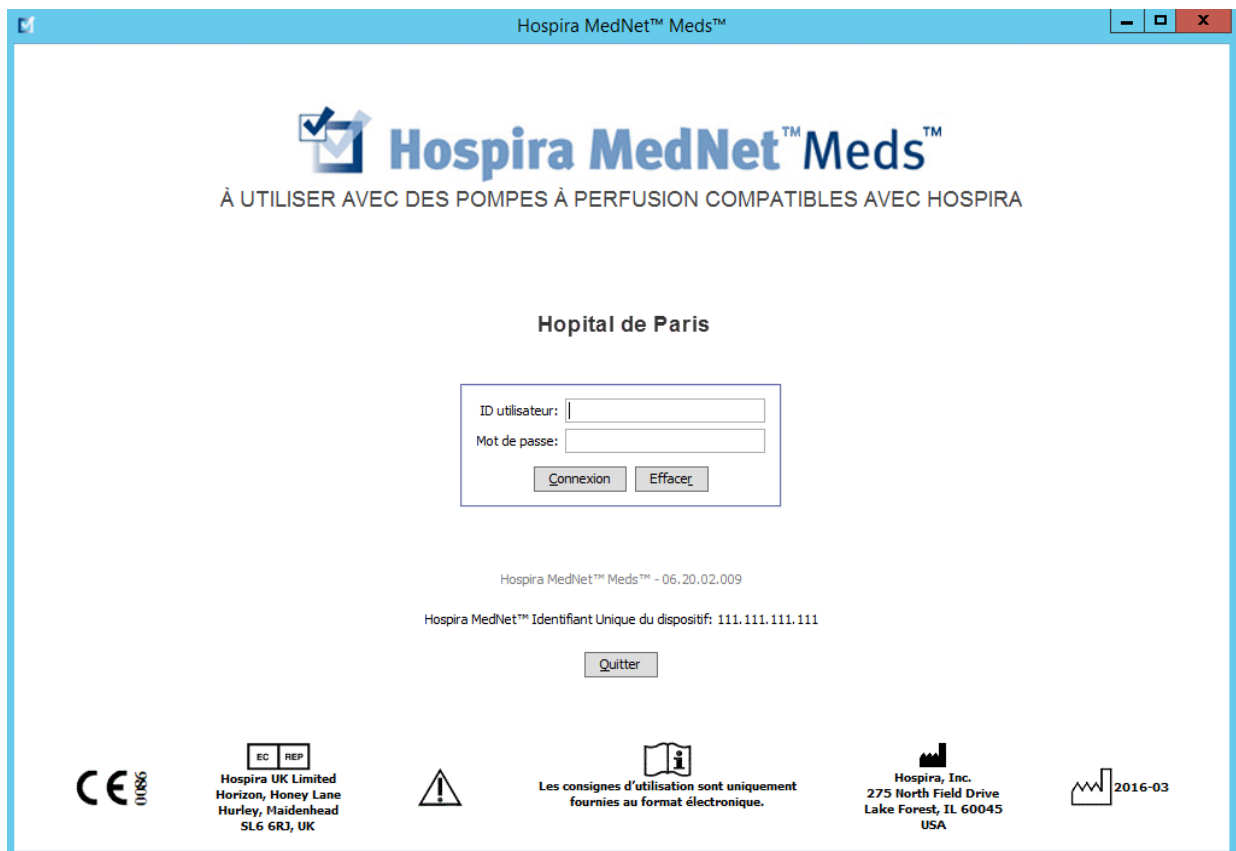 Hospira MedNet™ Meds™
Hospira MedNet™ Meds™
À UTILISER AVEC DES POMPES À PERFUSION COMPATIBLES AVEC HOSPIRA
Hopital de Paris
ID utilisateur:
Mot de passe:
Connexion Effacer
Hospira MedNet™ Meds™ - 06.20.02.009
Hospira MedNet™ Identifiant Unique du dispositif: 111.111.111.111
Quitter
CE 0086
EC REP
Hospira UK Limited
Horizon, Honey Lane
Hurley, Maidenhead
SL6 6RJ, UK
Les consignes d'utilisation sont uniquement
fournies au format électronique.
Hospira, Inc.
275 North Field Drive
Lake Forest, IL 60045
USA
2016-03